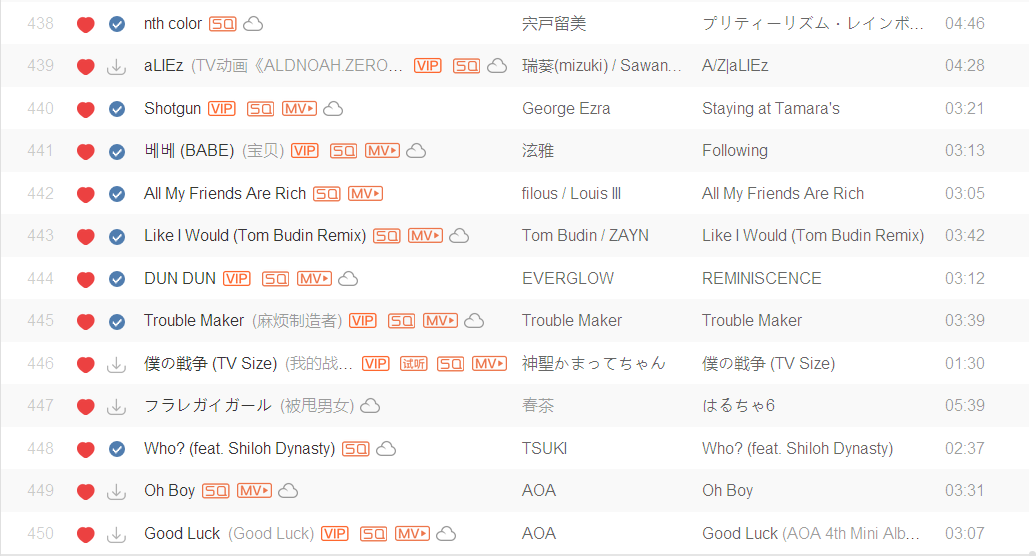 438 nth color SQ 宍戸留美 プリティーリズム・レインボ... 04:46
439 aLIEz (TV动画《ALDNOAH.ZERO... VIP SQ 瑞葵(mizuki) / Sawan... A/Z|aLIEz 04:28
440 Shotgun VIP SQ MV George Ezra Staying at Tamara's 03:21
441 베베 (BABE) (宝贝) VIP SQ MV 泫雅 Following 03:13
442 All My Friends Are Rich SQ MV filous / Louis III All My Friends Are Rich 03:05
443 Like I Would (Tom Budin Remix) SQ MV Tom Budin / ZAYN Like I Would (Tom Budin Remix) 03:42
444 DUN DUN VIP SQ MV EVERGLOW REMINISCENCE 03:12
445 Trouble Maker (麻烦制造者) VIP SQ MV Trouble Maker Trouble Maker 03:39
446 僕の戦争 (TV Size) (我的战... VIP 试听 SQ MV 神聖かまってちゃん 僕の戦争 (TV Size) 01:30
447 フラレガイガール (被甩男女) 春茶 はるちゃ6 05:39
448 Who? (feat. Shiloh Dynasty) SQ TSUKI Who? (feat. Shiloh Dynasty) 02:37
449 Oh Boy SQ MV AOA Oh Boy 03:31
450 Good Luck (Good Luck) VIP SQ MV AOA Good Luck (AOA 4th Mini Alb... 03:07